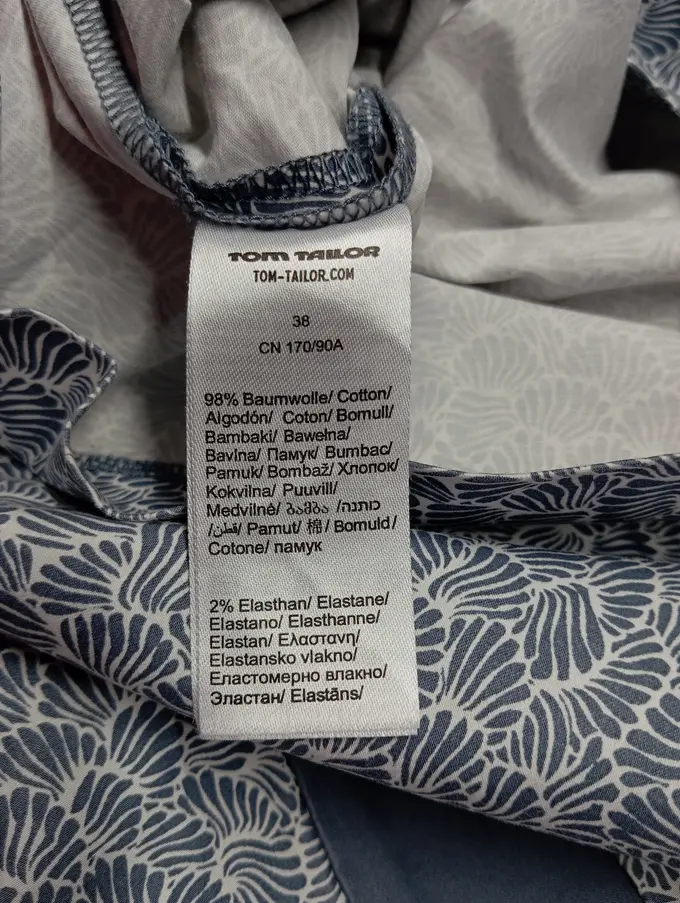 TOM TAILOR
TOM-TAILOR.COM
38
CN 170/90A
98% Baumwolle/ Cotton/
Algodón/ Coton/ Bomull/
Bambaki/ Bawełna/
Bavlna/ Памук/ Bumbac/
Pamuk/ Bombaž/ Хлопок/
Kokvilna/ Puuvill/
Medvilnė/ ბამბა /כותנה/
/قطن/ Pamut/ 棉/ Bomuld/
Cotone/ памук
2% Elasthan/ Elastane/
Elastano/ Elasthanne/
Elastan/ Ελαστανη/
Elastansko vlakno/
Еластомерно влакно/
Эластан/ Elastāns/